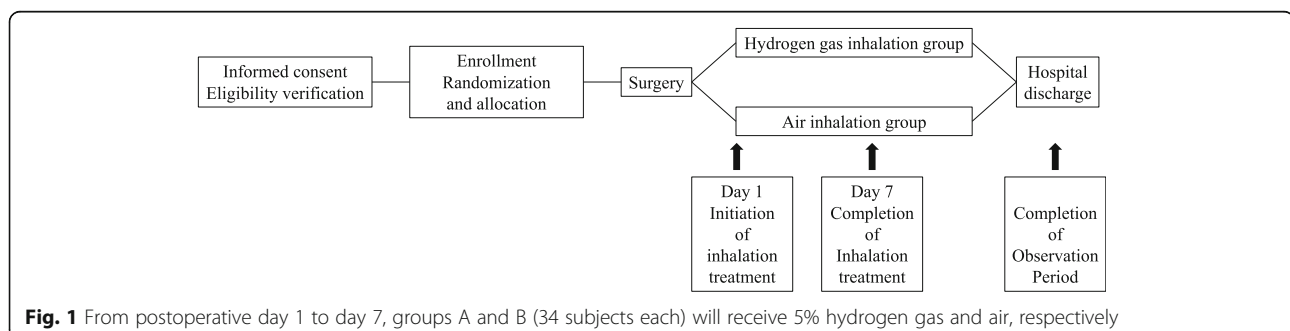 Informed consent
Eligibility verification
Enrollment
Randomization
and allocation
Surgery
Hydrogen gas inhalation group
Air inhalation group
Hospital
discharge
Day 1
Initiation
of
inhalation
treatment
Day 7
Completion
of
Inhalation
treatment
Completion
of
Observation
Period
Fig. 1 From postoperative day 1 to day 7, groups A and B (34 subjects each) will receive 5% hydrogen gas and air, respectively